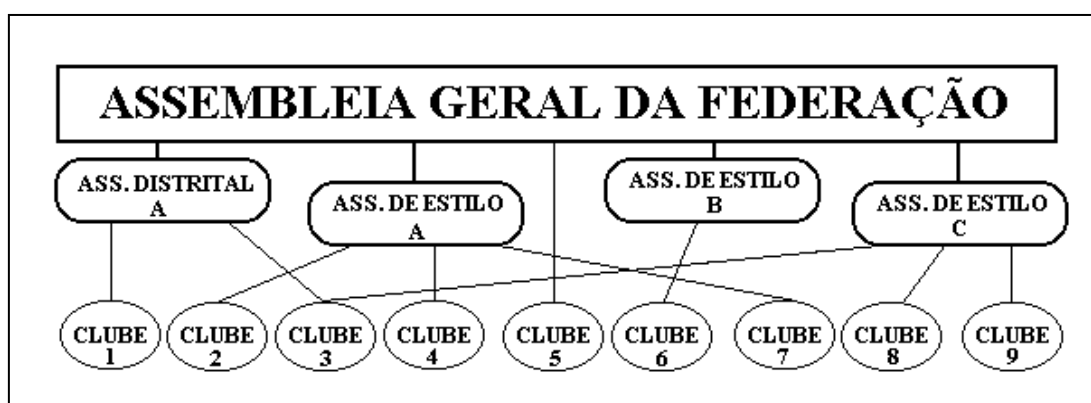 ASSEMBLEIA GERAL DA FEDERAÇÃO
ASS. DISTRITAL
A
ASS. DE ESTILO
A
ASS. DE ESTILO
B
ASS. DE ESTILO
C
CLUBE
1
CLUBE
2
CLUBE
3
CLUBE
4
CLUBE
5
CLUBE
6
CLUBE
7
CLUBE
8
CLUBE
9